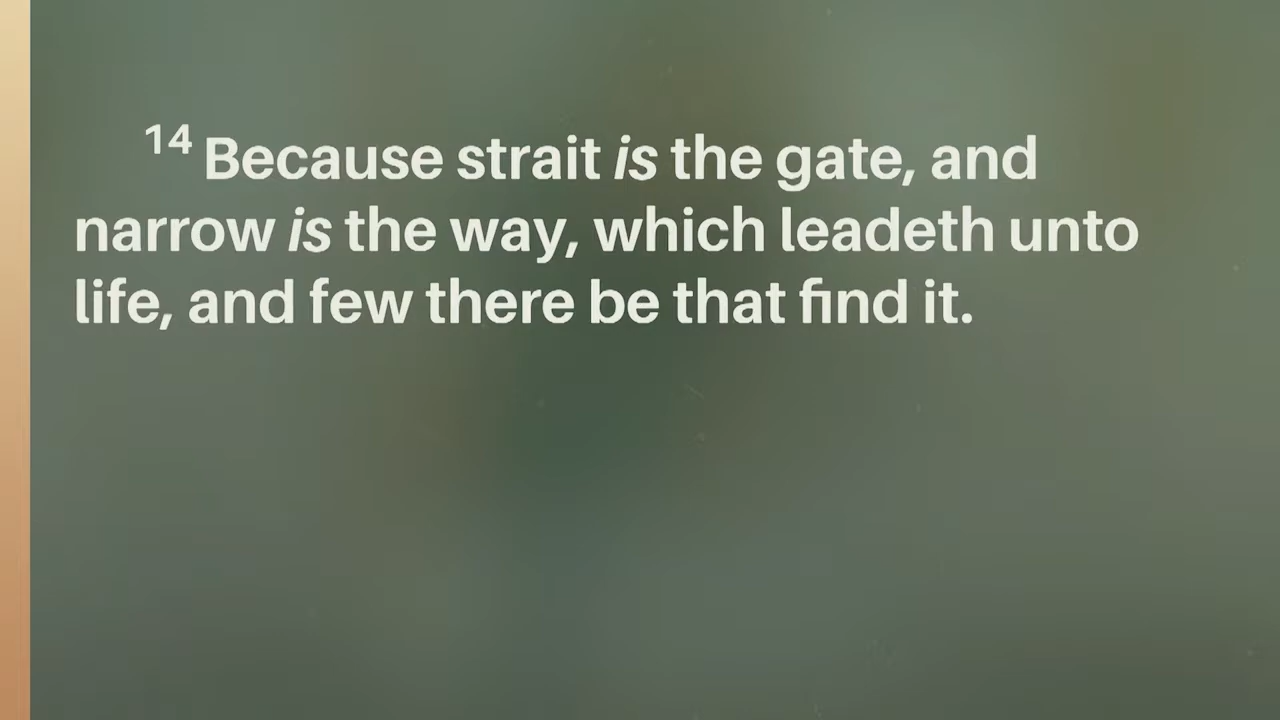 14 Because strait is the gate, and
narrow is the way, which leadeth unto
life, and few there be that find it.